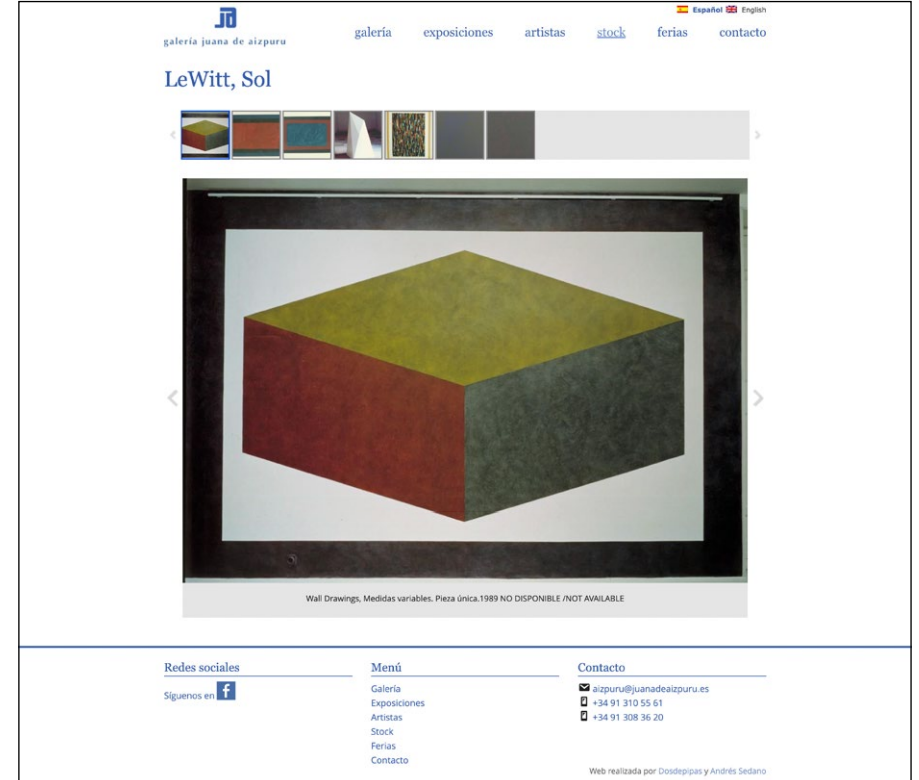 Español English
galería juana de aizpuru
galería exposiciones artistas stock ferias contacto
LeWitt, Sol
Wall Drawings, Medidas variables. Pieza única.1989 NO DISPONIBLE /NOT AVAILABLE
Redes sociales
Síguenos en f
Menú
Galería
Exposiciones
Artistas
Stock
Ferias
Contacto
Contacto
aizpuru@juanadeaizpuru.es
+34 91 310 55 61
+34 91 308 36 20
Web realizada por Dosdepipas y Andrés Sedano